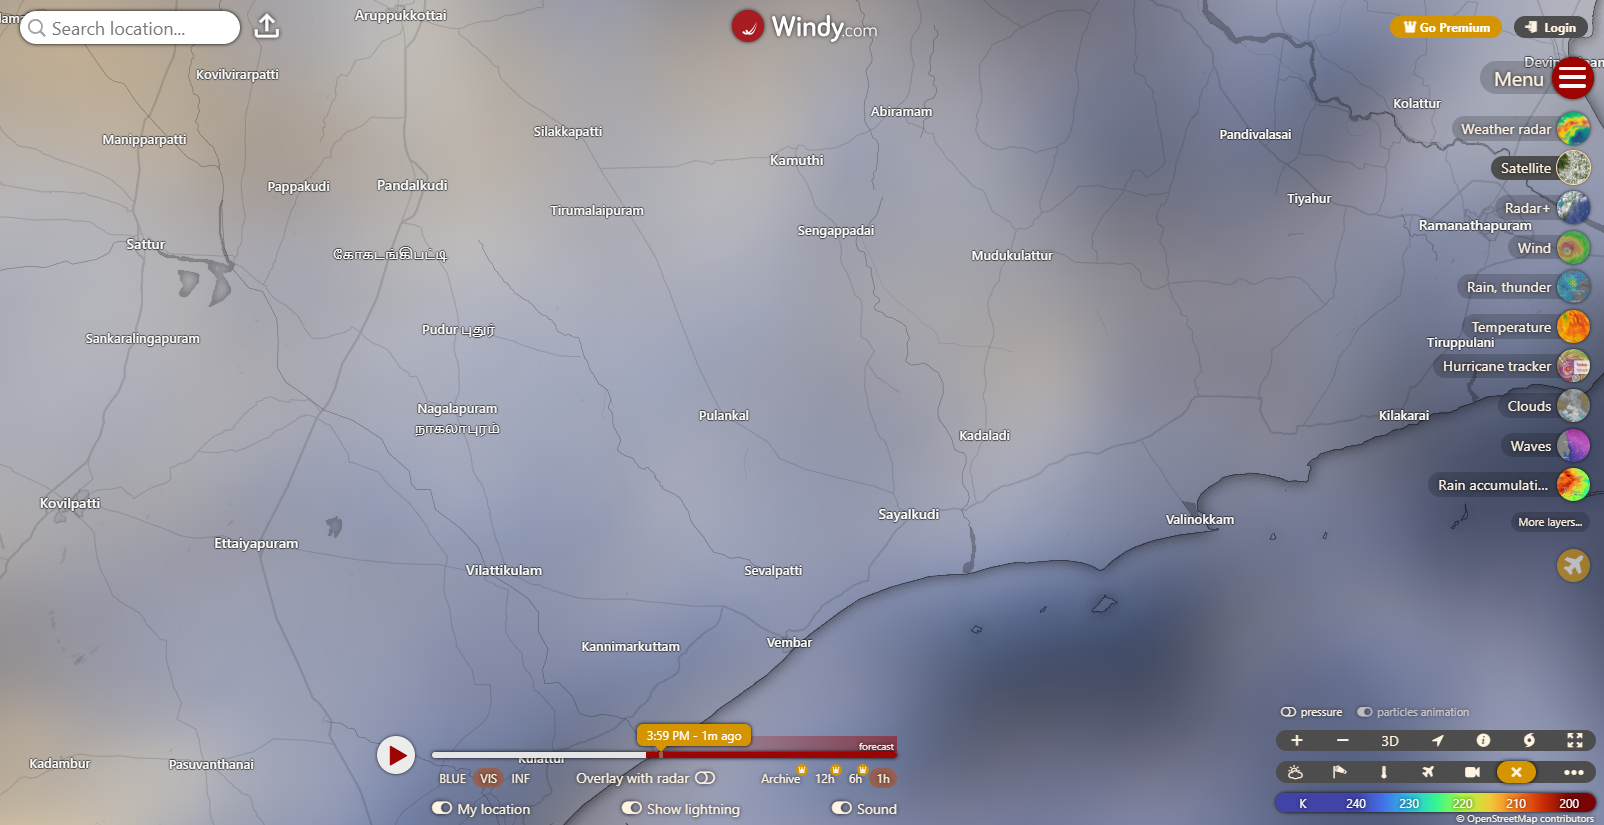 Aruppukkottai
Search location...
Windy.com
Go Premium
Login
Menu
Kovilvirarpatti
Abiramam
Kolattur
Manipparpatti
Silakkapatti
Pandivalasai
Weather radar
Kamuthi
Satellite
Pappakudi
Pandalkudi
Tiyahur
Tirumalaipuram
Radar+
Sengappadai
Ramanathapuram
Sattur
Wind
கோகடங்கிபட்டி
Mudukulattur
Rain, thunder
Pudur புதுர்
Temperature
Sankaralingapuram
Tiruppulani
Hurricane tracker
Nagalapuram
நாகலாபுரம்
Pulankal
Clouds
Kilakarai
Kadaladi
Waves
Rain accumulati...
Kovilpatti
Sayalkudi
Valinokkam
More layers...
Ettaiyapuram
Vilattikulam
Sevalpatti
Kannimarkuttam
Vembar
pressure
particles animation
3:59 PM - 1m ago
forecast
3D
Kadambur
Pasuvanthanai
Kulattur
BLUE VIS INF
Overlay with radar
Archive 12h 6h 1h
My location
Show lightning
Sound
K 240 230 220 210 200
© OpenStreetMap contributors